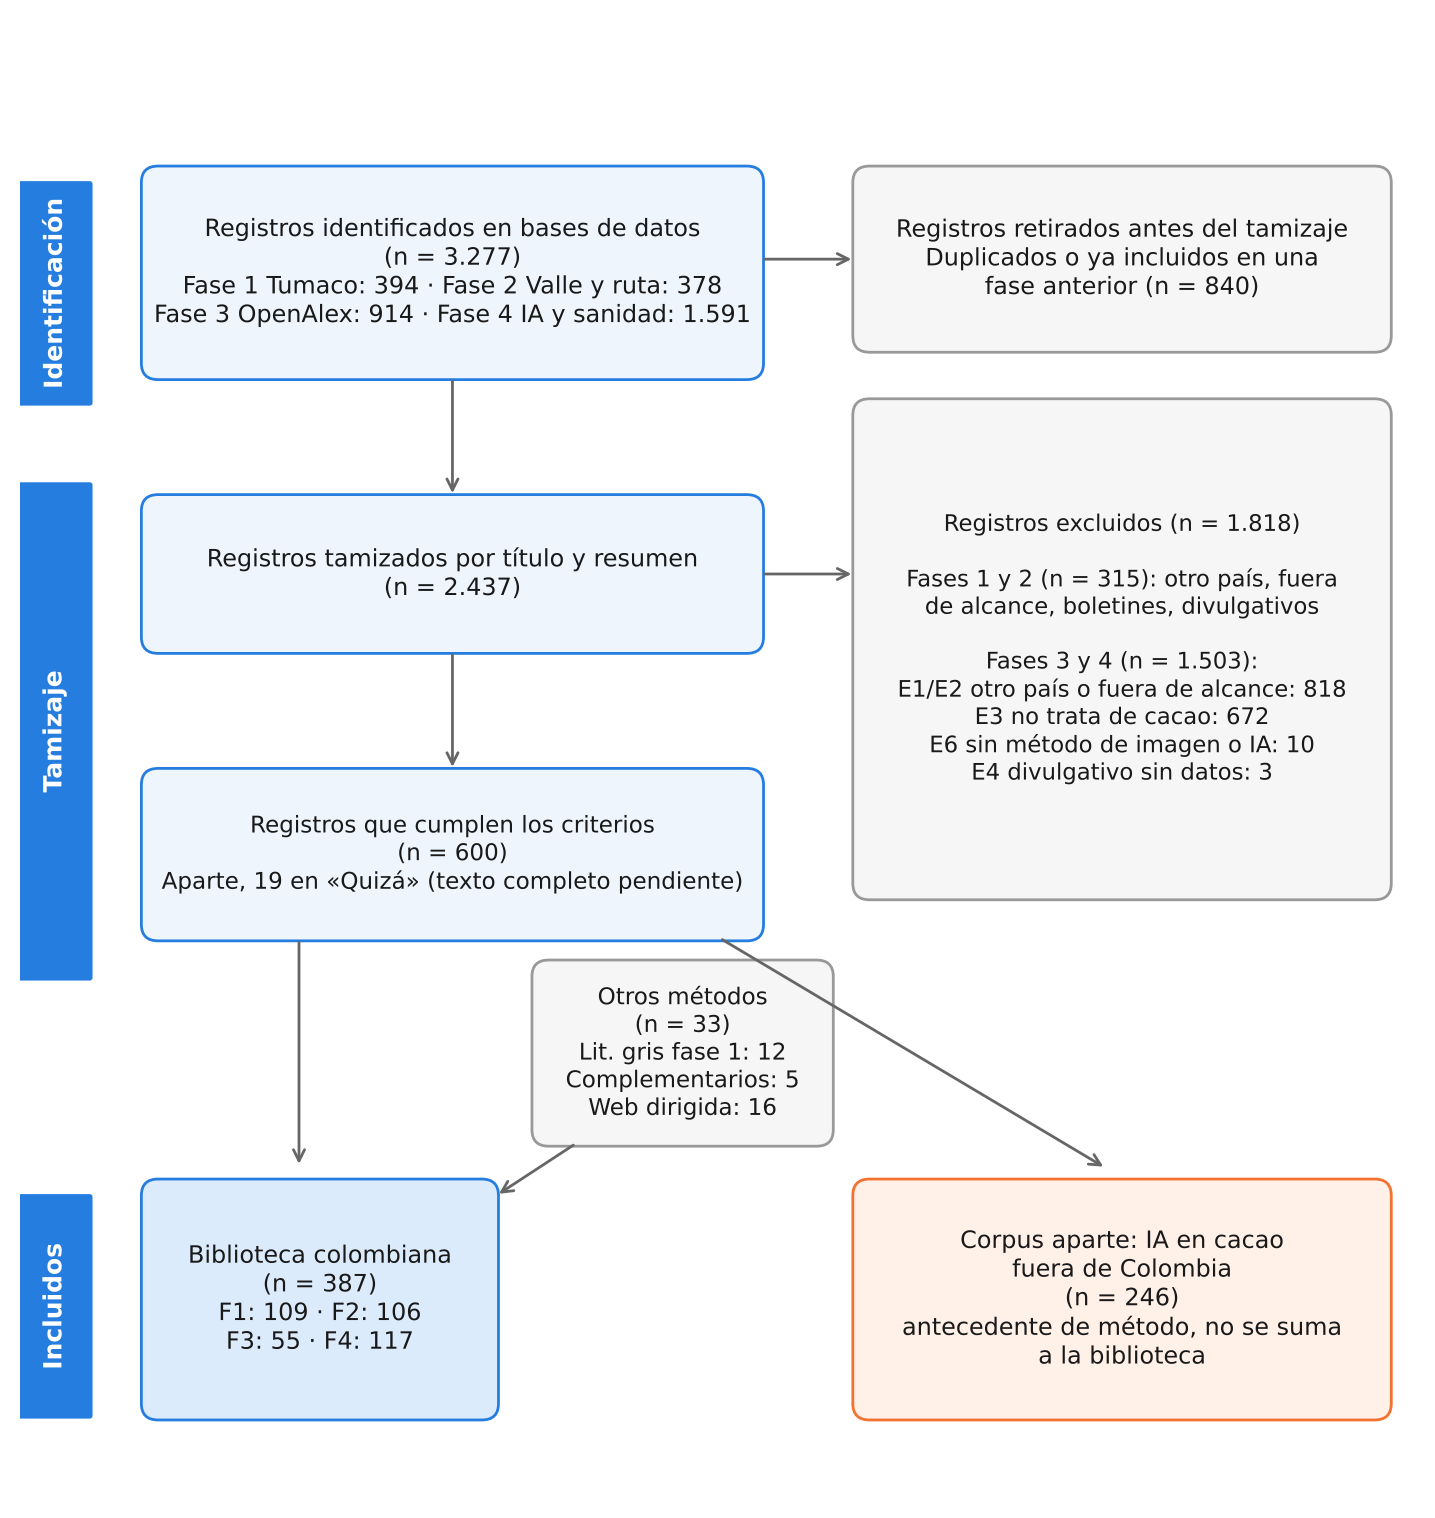 Identificación
Registros identificados en bases de datos
(n = 3.277)
Fase 1 Tumaco: 394 · Fase 2 Valle y ruta: 378
Fase 3 OpenAlex: 914 · Fase 4 IA y sanidad: 1.591
Registros retirados antes del tamizaje
Duplicados o ya incluidos en una
fase anterior (n = 840)
Tamizaje
Registros tamizados por título y resumen
(n = 2.437)
Registros excluidos (n = 1.818)
Fases 1 y 2 (n = 315): otro país, fuera
de alcance, boletines, divulgativos
Fases 3 y 4 (n = 1.503):
E1/E2 otro país o fuera de alcance: 818
E3 no trata de cacao: 672
E6 sin método de imagen o IA: 10
E4 divulgativo sin datos: 3
Registros que cumplen los criterios
(n = 600)
Aparte, 19 en «Quizá» (texto completo pendiente)
Otros métodos
(n = 33)
Lit. gris fase 1: 12
Complementarios: 5
Web dirigida: 16
Incluidos
Biblioteca colombiana
(n = 387)
F1: 109 · F2: 106
F3: 55 · F4: 117
Corpus aparte: IA en cacao
fuera de Colombia
(n = 246)
antecedente de método, no se suma
a la biblioteca